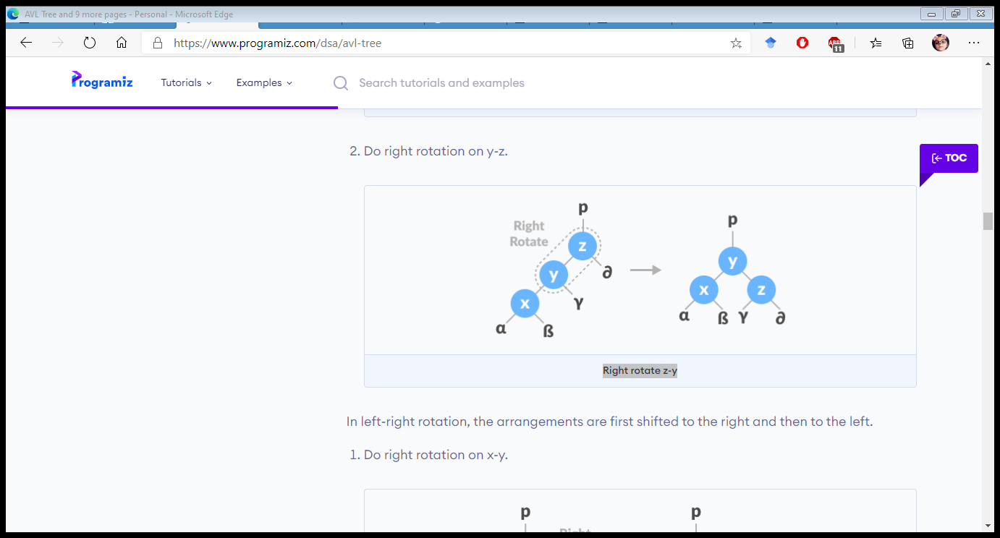 AVL Tree and 9 more pages - Personal - Microsoft Edge
https://www.programiz.com/dsa/avl-tree
11
Programiz
Tutorials
Examples
Search tutorials and examples
2. Do right rotation on y-z.
TOC
p
Right
Rotate
z
y
∂
x
γ
α
ß
p
y
x
z
α
ß
γ
∂
Right rotate z-y
In left-right rotation, the arrangements are first shifted to the right and then to the left.
1. Do right rotation on x-y.
p
p
Right